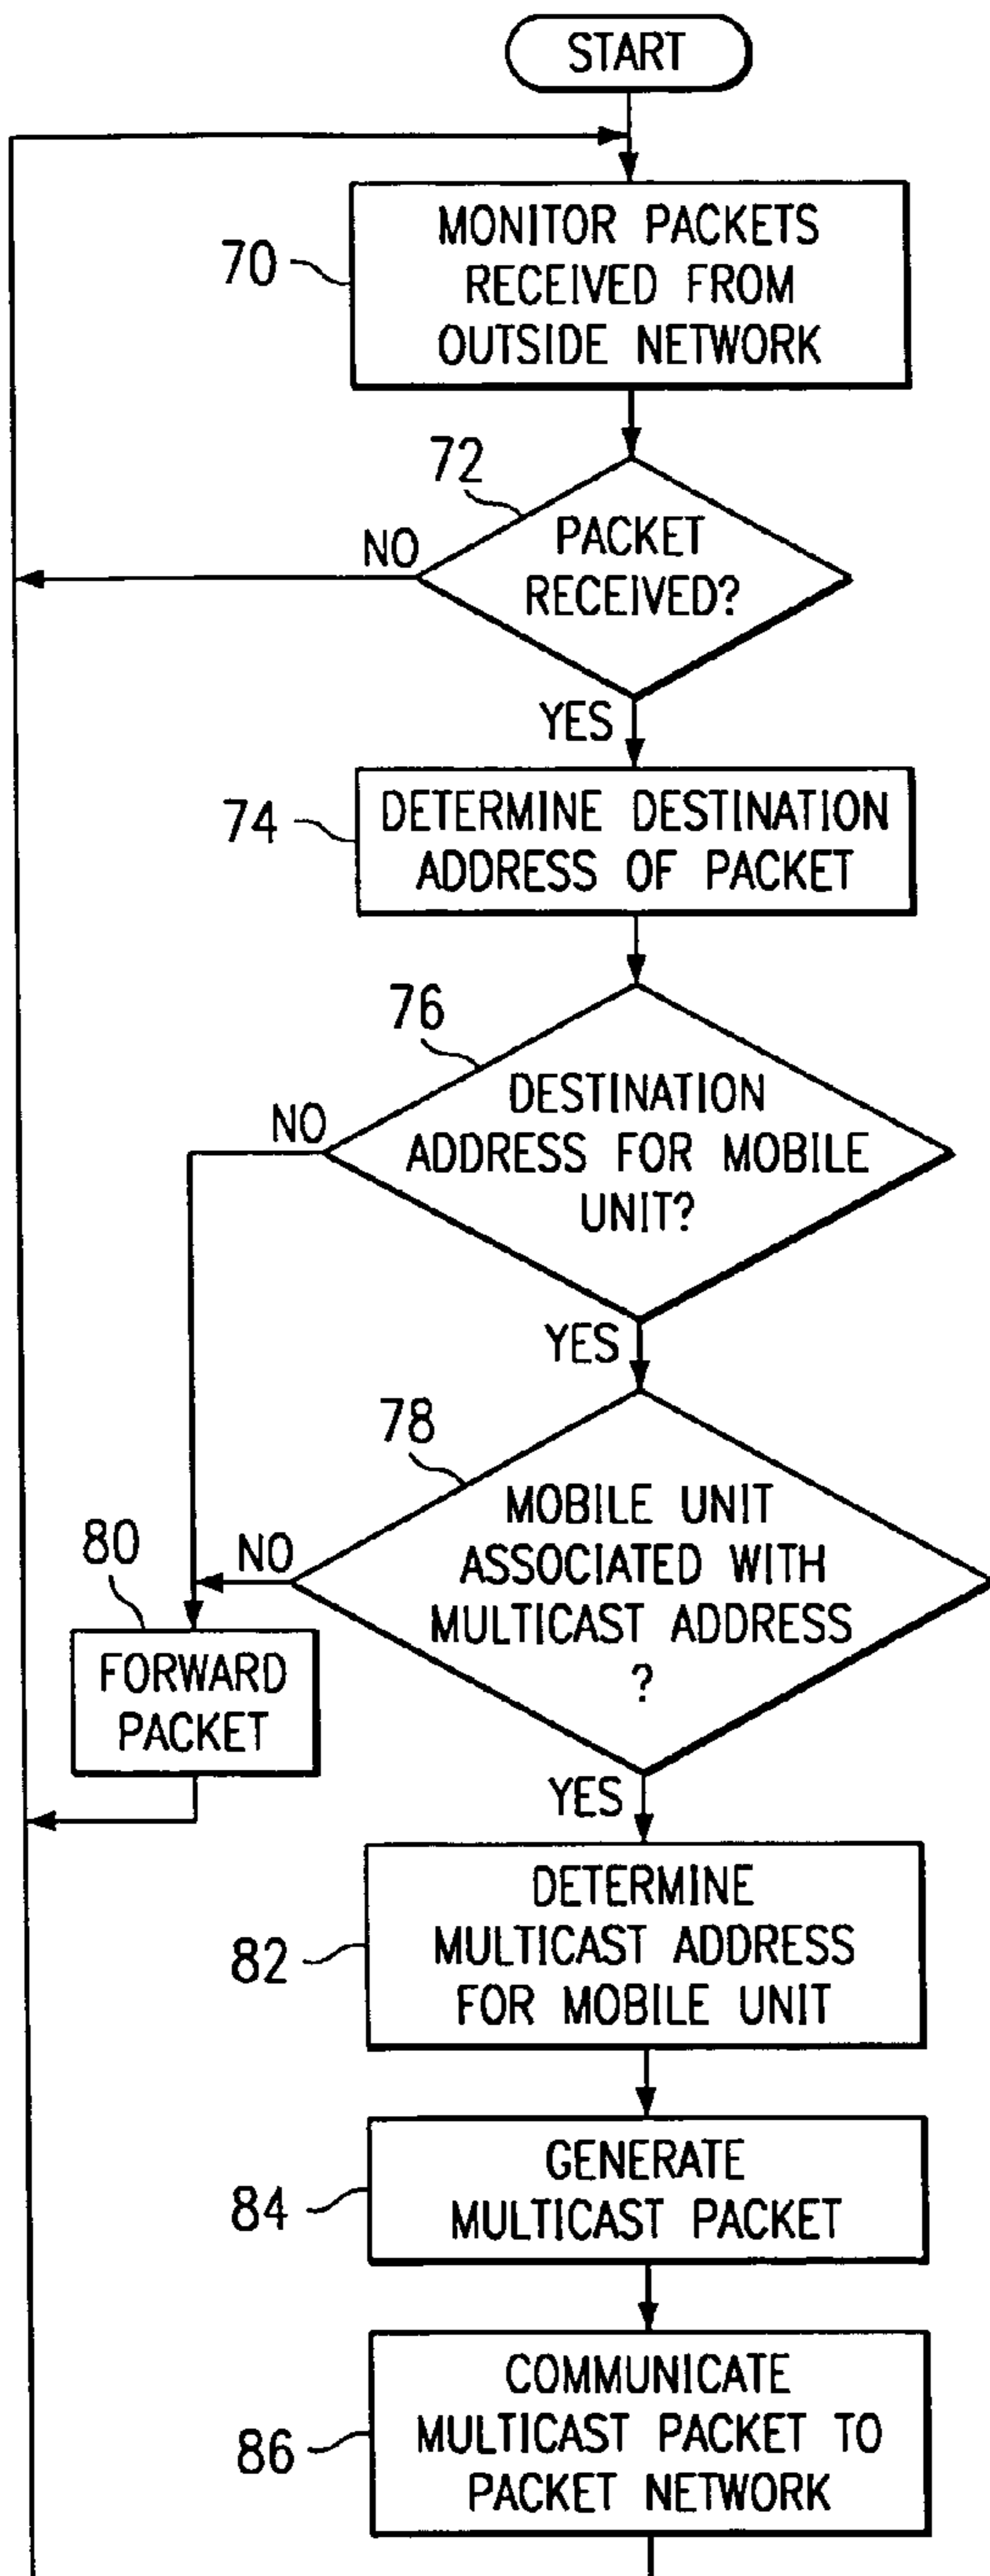 START
70
MONITOR PACKETS
RECEIVED FROM
OUTSIDE NETWORK
72
NO
PACKET
RECEIVED?
YES
74
DETERMINE DESTINATION
ADDRESS OF PACKET
76
NO
DESTINATION
ADDRESS FOR MOBILE
UNIT?
YES
78
80
NO
MOBILE UNIT
ASSOCIATED WITH
MULTICAST ADDRESS
?
FORWARD
PACKET
YES
82
DETERMINE
MULTICAST ADDRESS
FOR MOBILE UNIT
84
GENERATE
MULTICAST PACKET
86
COMMUNICATE
MULTICAST PACKET TO
PACKET NETWORK